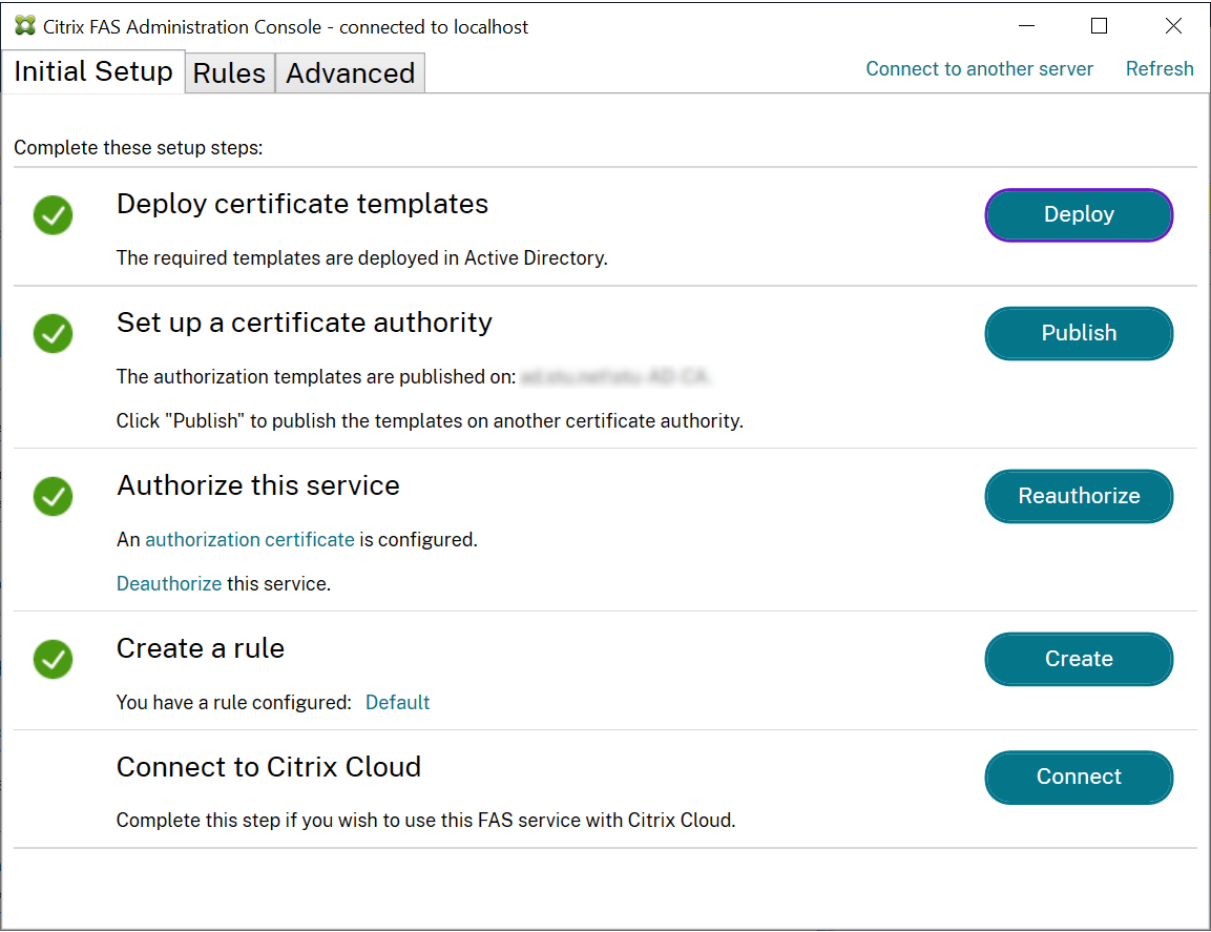 Citrix FAS Administration Console - connected to localhost
Initial Setup Rules Advanced Connect to another server Refresh
Complete these setup steps:
Deploy certificate templates
Deploy
The required templates are deployed in Active Directory.
Set up a certificate authority
Publish
The authorization templates are published on:
Click "Publish" to publish the templates on another certificate authority.
Authorize this service
Reauthorize
An authorization certificate is configured.
Deauthorize this service.
Create a rule
Create
You have a rule configured: Default
Connect to Citrix Cloud
Connect
Complete this step if you wish to use this FAS service with Citrix Cloud.